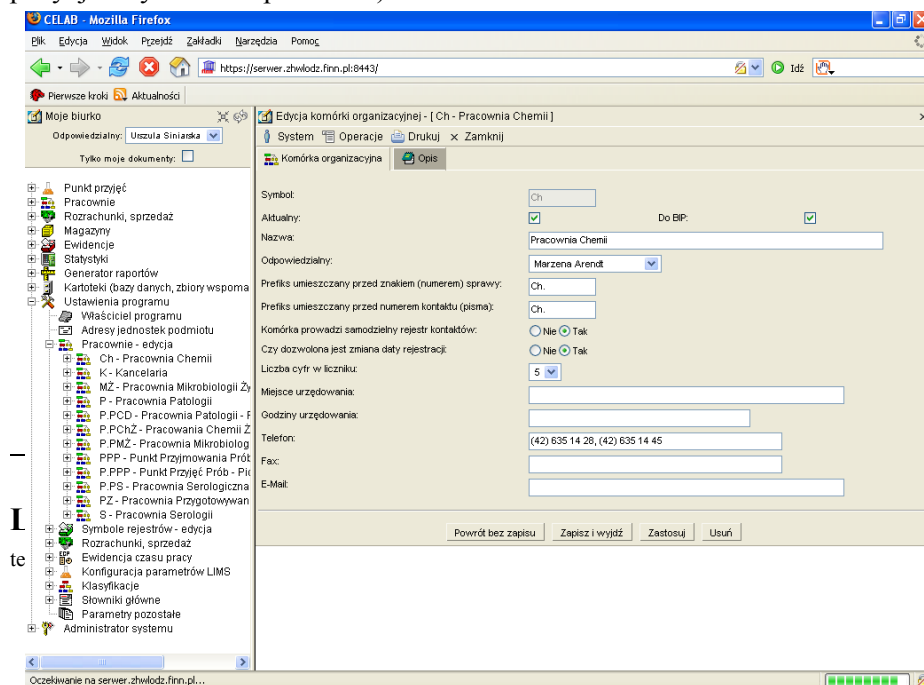 CELAB - Mozilla Firefox
Plik Edycja Widok Przejdź Zakładki Narzędzia Pomoc
https://serwer.zhwlodz.finn.pl:8443/ Idź
Pierwsze kroki Aktualności
Moje biurko
Odpowiedzialny: Urszula Siniarska
Tylko moje dokumenty:
Punkt przyjęć
Pracownie
Rozrachunki, sprzedaż
Magazyny
Ewidencje
Statystyki
Generator raportów
Kartoteki (bazy danych, zbiory wspoma
Ustawienia programu
Właściciel programu
Adresy jednostek podmiotu
Pracownie - edycja
Ch - Pracownia Chemii
K - Kancelaria
MŻ - Pracownia Mikrobiologii Ży
P - Pracownia Patologii
P.PCD - Pracownia Patologii - F
P.PChŻ - Pracowania Chemii Ż
P.PMŻ - Pracownia Mikrobiolog
PPP - Punkt Przyjmowania Prób
P.PPP - Punkt Przyjęć Prób - Pio
P.PS - Pracownia Serologiczna
PZ - Pracownia Przygotowywan
S - Pracownia Serologii
Symbole rejestrów - edycja
Rozrachunki, sprzedaż
Ewidencja czasu pracy
Konfiguracja parametrów LIMS
Klasyfikacje
Słowniki główne
Parametry pozostałe
Administrator systemu
Edycja komórki organizacyjnej - [ Ch - Pracownia Chemii ]
System Operacje Drukuj Zamknij
Komórka organizacyjna Opis
Symbol: Ch
Aktualny: Do BIP:
Nazwa: Pracownia Chemii
Odpowiedzialny: Marzena Arendt
Prefiks umieszczany przed znakiem (numerem) sprawy: Ch.
Prefiks umieszczany przed numerem kontaktu (pisma): Ch.
Komórka prowadzi samodzielny rejestr kontaktów: Nie Tak
Czy dozwolona jest zmiana daty rejestracji: Nie Tak
Liczba cyfr w liczniku: 5
Miejsce urzędowania:
Godziny urzędowania:
Telefon: (42) 635 14 28, (42) 635 14 45
Fax:
E-Mail:
Powrót bez zapisu Zapisz i wyjdź Zastosuj Usuń
te
Oczekiwanie na serwer.zhwlodz.finn.pl...